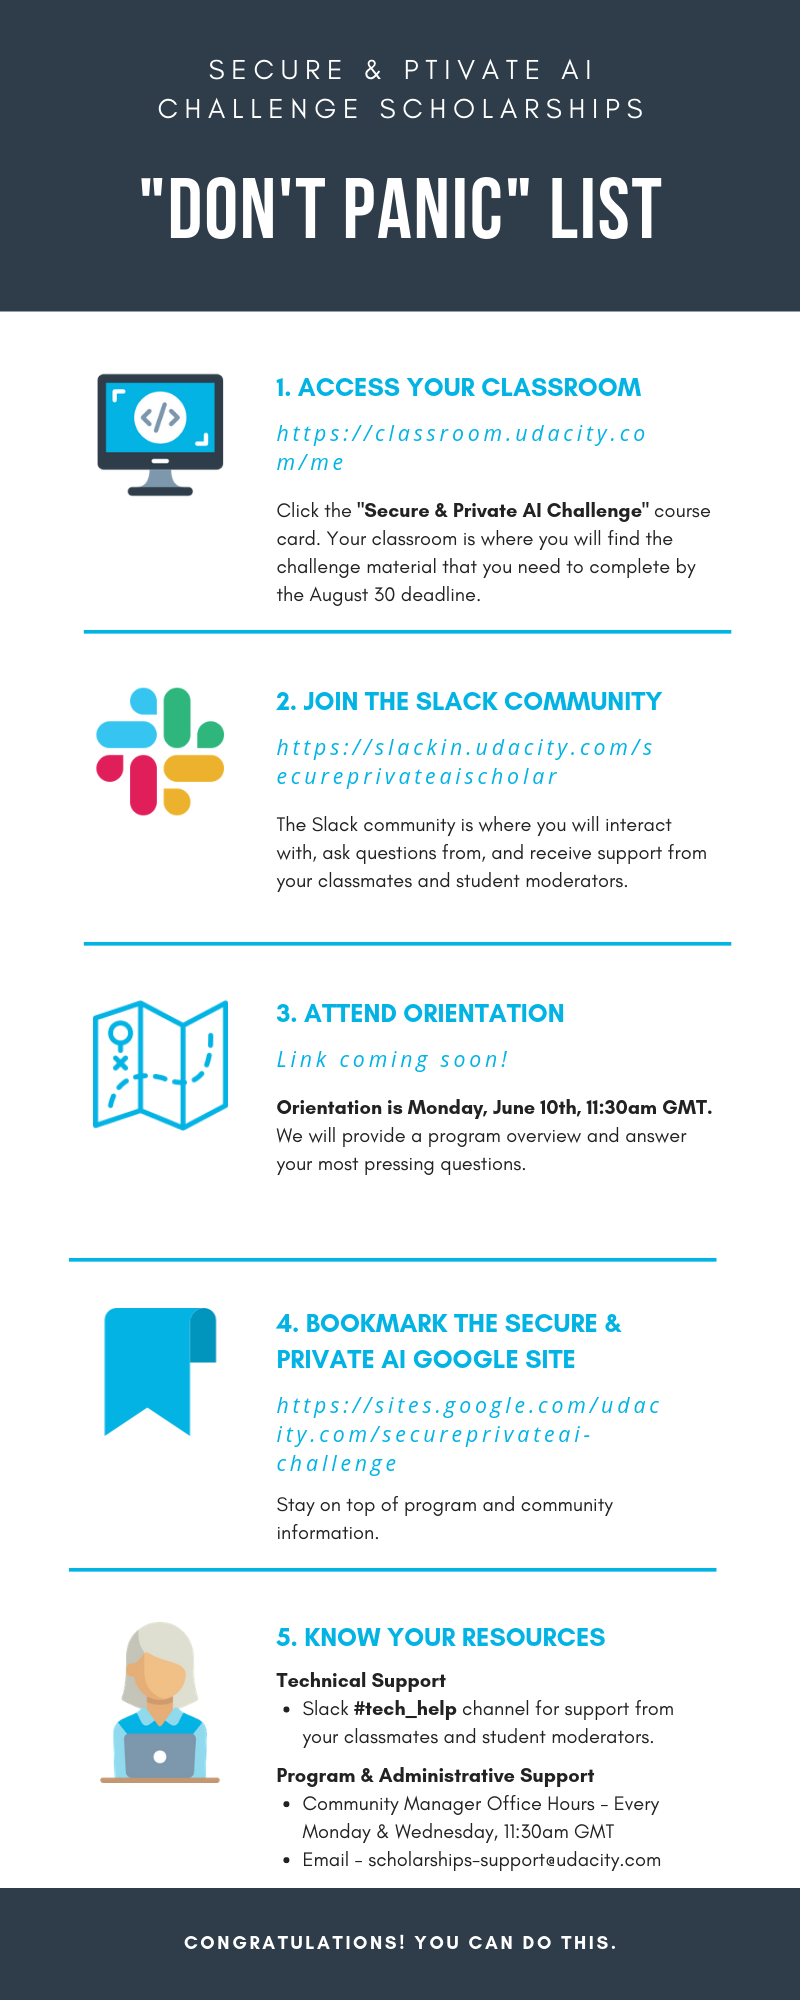 SECURE & PTIVATE AI
CHALLENGE SCHOLARSHIPS
"DON'T PANIC" LIST
1. ACCESS YOUR CLASSROOM
https://classroom.udacity.co
m/me
Click the "Secure & Private AI Challenge" course
card. Your classroom is where you will find the
challenge material that you need to complete by
the August 30 deadline.
2. JOIN THE SLACK COMMUNITY
https://slackin.udacity.com/s
ecureprivateaischolar
The Slack community is where you will interact
with, ask questions from, and receive support from
your classmates and student moderators.
3. ATTEND ORIENTATION
Link coming soon!
Orientation is Monday, June 10th, 11:30am GMT.
We will provide a program overview and answer
your most pressing questions.
4. BOOKMARK THE SECURE &
PRIVATE AI GOOGLE SITE
https://sites.google.com/udac
ity.com/secureprivateai-
challenge
Stay on top of program and community
information.
5. KNOW YOUR RESOURCES
Technical Support
• Slack #tech_help channel for support from
your classmates and student moderators.
Program & Administrative Support
• Community Manager Office Hours - Every
Monday & Wednesday, 11:30am GMT
• Email - scholarships-support@udacity.com
CONGRATULATIONS! YOU CAN DO THIS.